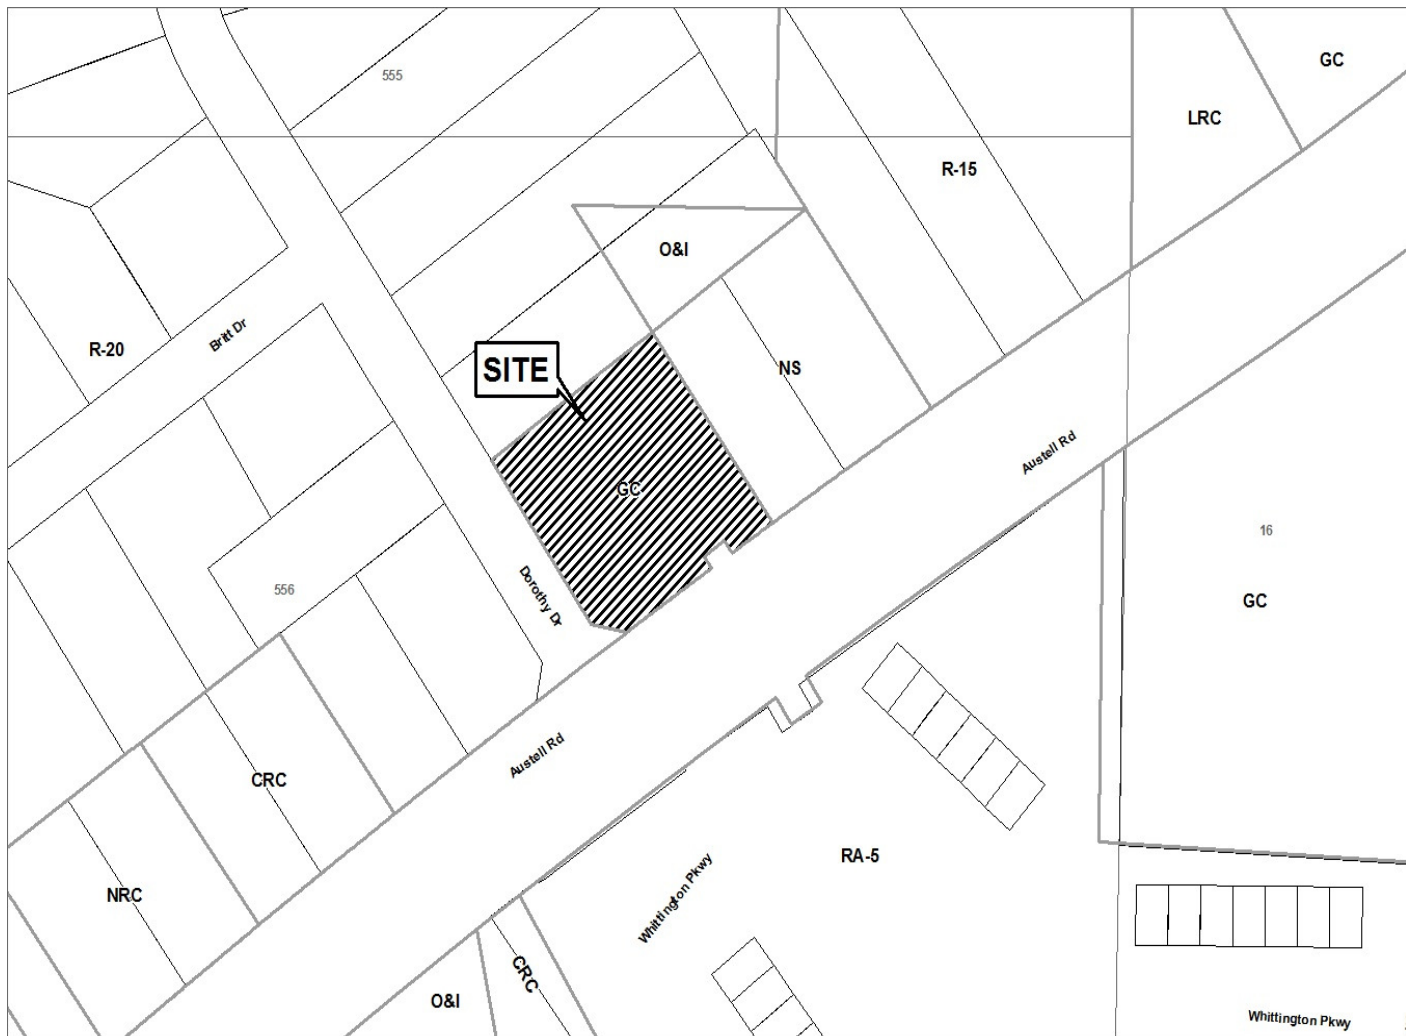 GC
555
LRC
R-15
O&I
Britt Dr
R-20
SITE
NS
Austell Rd
GC
16
Dorothy Dr
556
GC
Austell Rd
CRC
RA-5
NRC
Whittington Pkwy
CRC
O&I
Whittington Pkwy